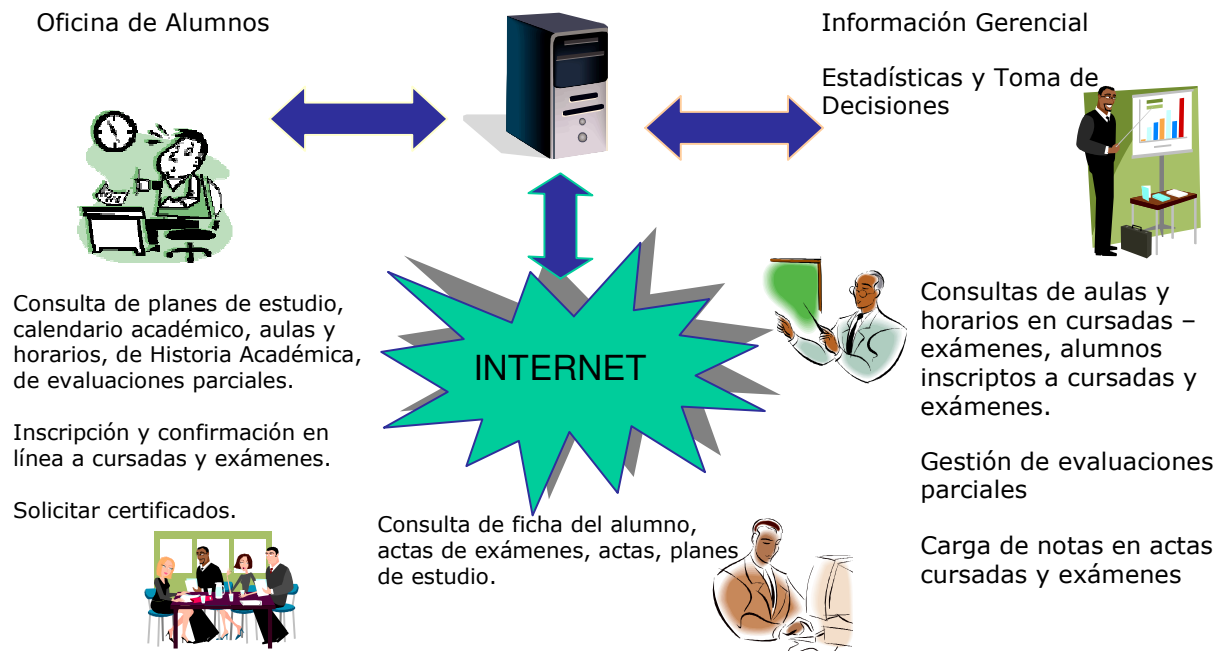 Oficina de Alumnos
Información Gerencial
Estadísticas y Toma de
Decisiones
Consulta de planes de estudio,
calendario académico, aulas y
horarios, de Historia Académica,
de evaluaciones parciales.
Inscripción y confirmación en
línea a cursadas y exámenes.
Solicitar certificados.
INTERNET
Consulta de ficha del alumno,
actas de exámenes, actas, planes
de estudio.
Consultas de aulas y
horarios en cursadas –
exámenes, alumnos
inscriptos a cursadas y
exámenes.
Gestión de evaluaciones
parciales
Carga de notas en actas
cursadas y exámenes